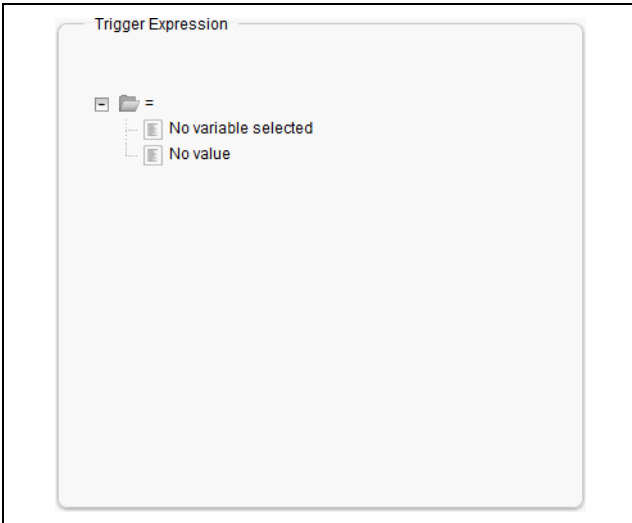 Trigger Expression
=
No variable selected
No value